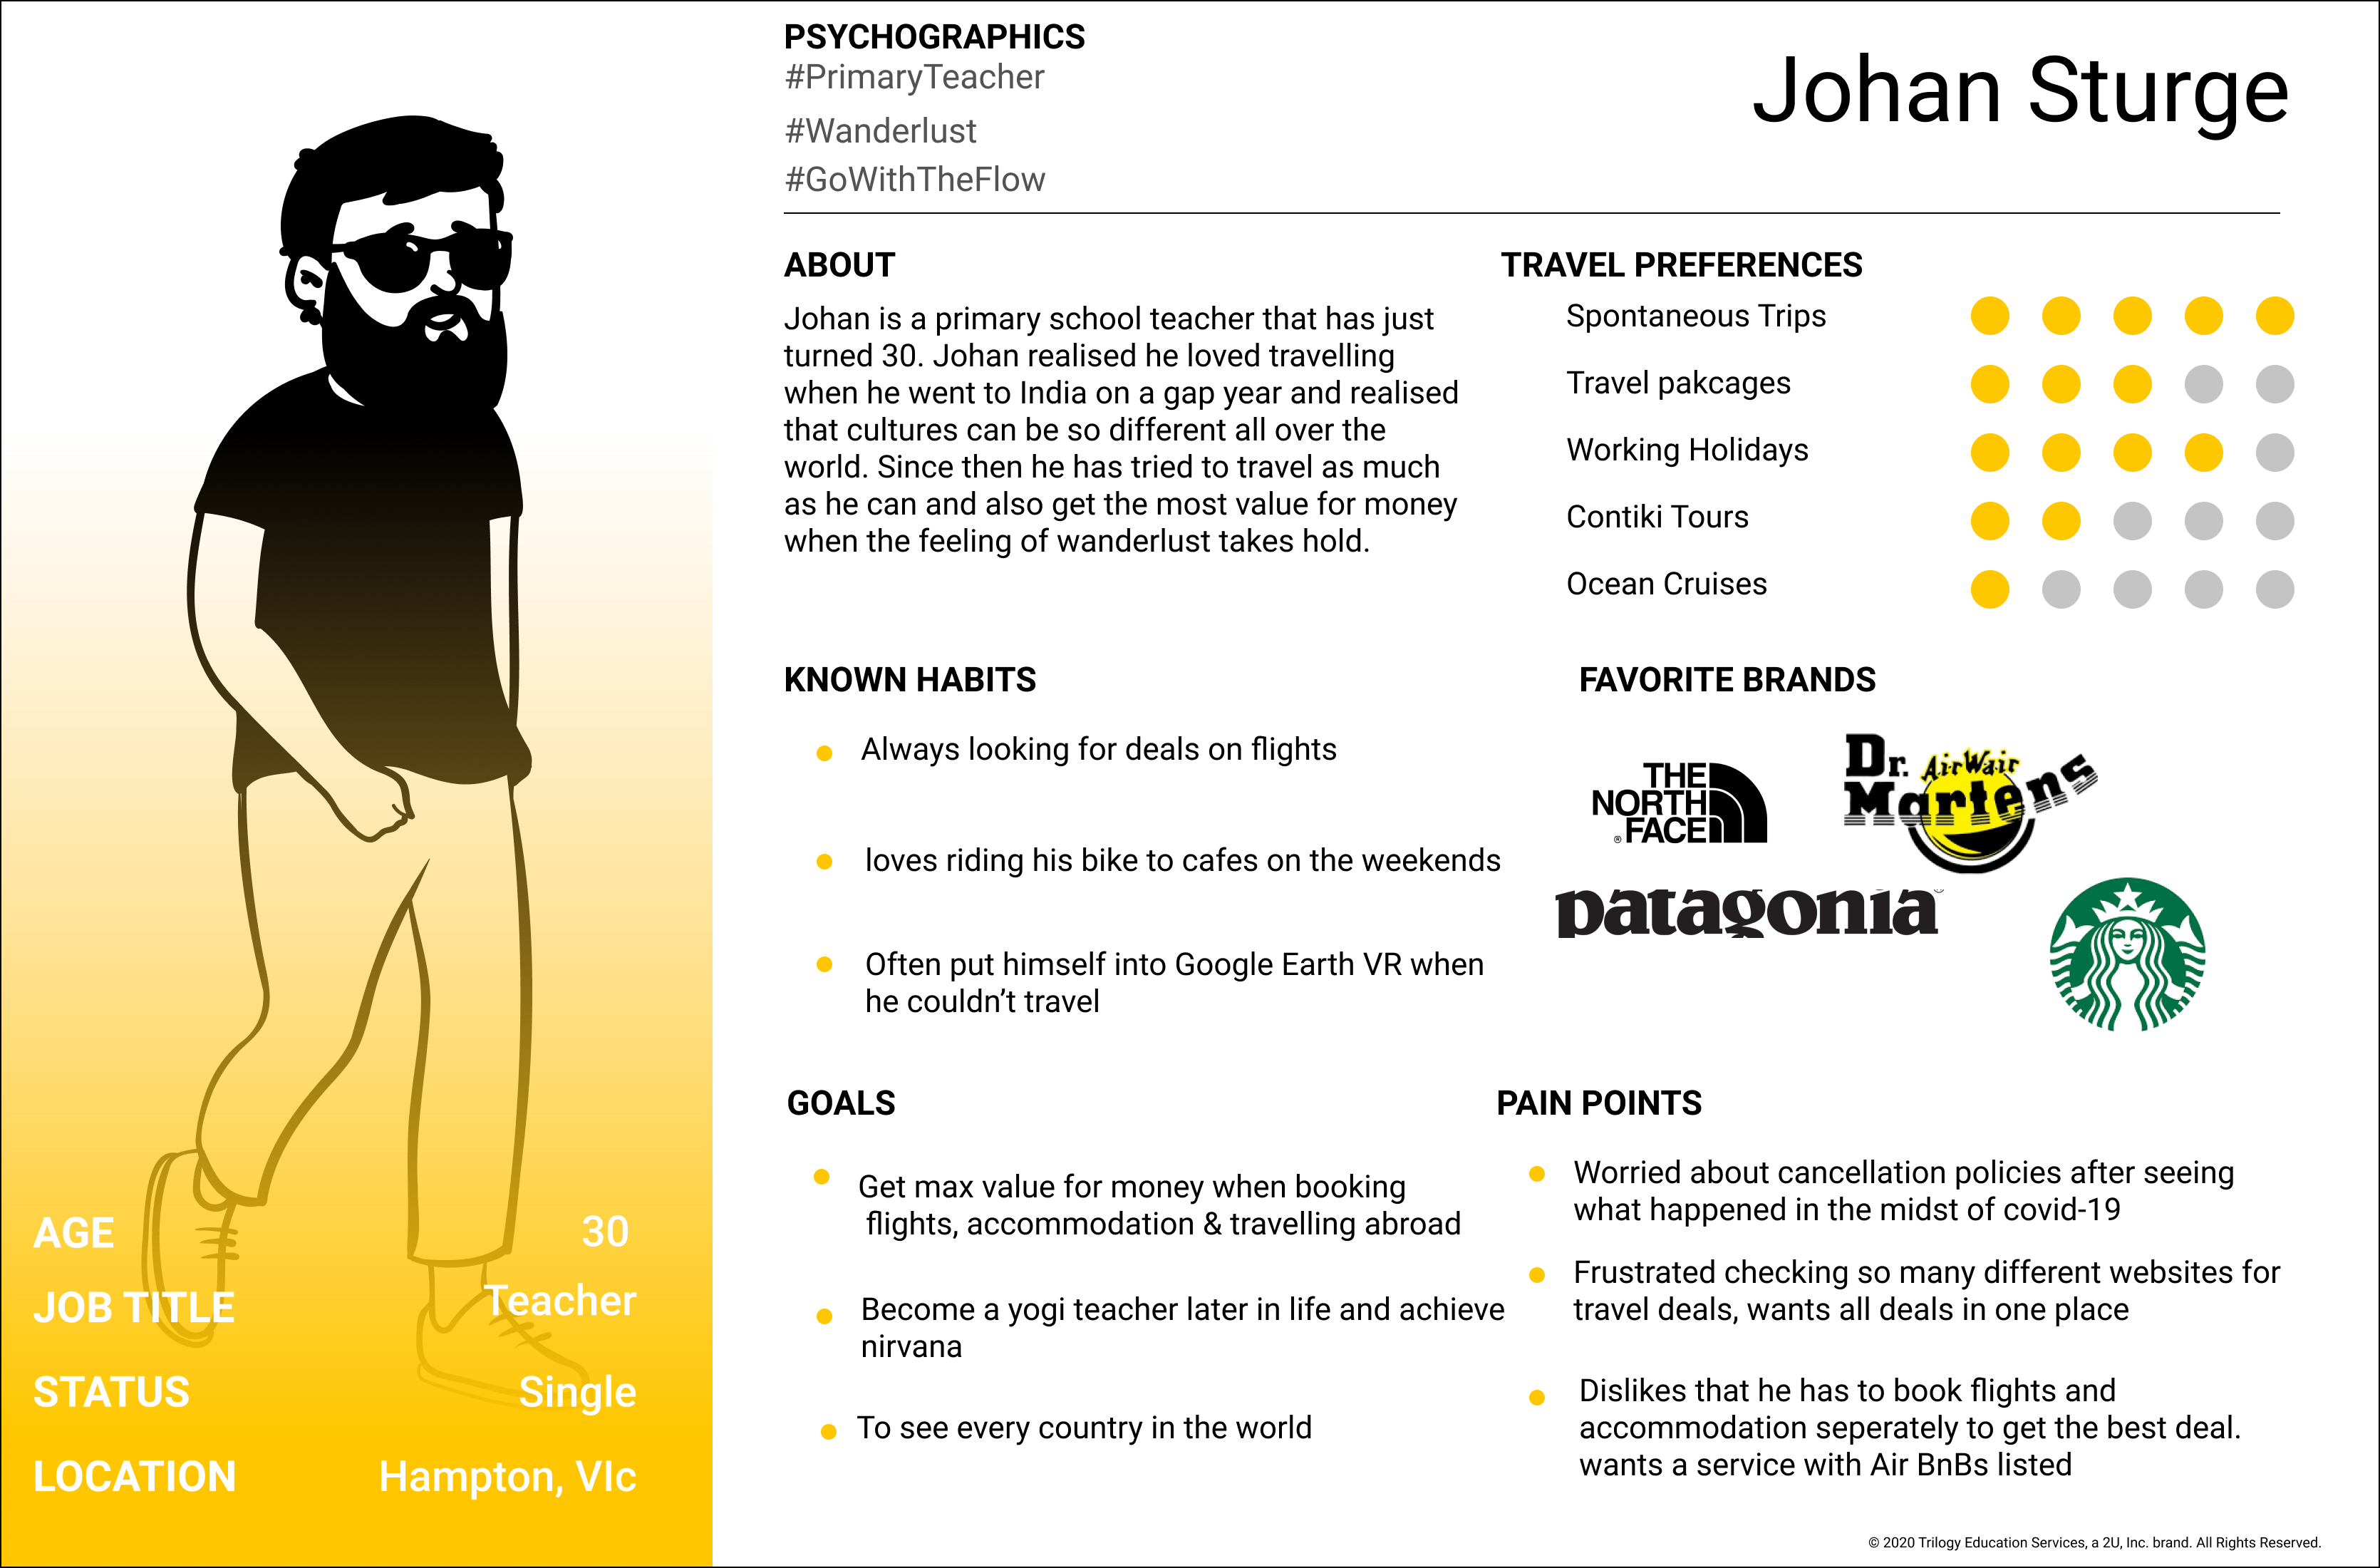 PSYCHOGRAPHICS
#PrimaryTeacher
#Wanderlust
#GoWithTheFlow
Johan Sturge
ABOUT
Johan is a primary school teacher that has just
turned 30. Johan realised he loved travelling
when he went to India on a gap year and realised
that cultures can be so different all over the
world. Since then he has tried to travel as much
as he can and also get the most value for money
when the feeling of wanderlust takes hold.
TRAVEL PREFERENCES
Spontaneous Trips
Travel pakcages
Working Holidays
Contiki Tours
Ocean Cruises
KNOWN HABITS
Always looking for deals on flights
loves riding his bike to cafes on the weekends
Often put himself into Google Earth VR when
he couldn’t travel
FAVORITE BRANDS
THE
NORTH
® FACE
Dr. AirWair
Martens
patagonia
GOALS
Get max value for money when booking
flights, accommodation & travelling abroad
Become a yogi teacher later in life and achieve
nirvana
To see every country in the world
PAIN POINTS
Worried about cancellation policies after seeing
what happened in the midst of covid-19
Frustrated checking so many different websites for
travel deals, wants all deals in one place
Dislikes that he has to book flights and
accommodation seperately to get the best deal.
wants a service with Air BnBs listed
AGE 30
JOB TITLE Teacher
STATUS Single
LOCATION Hampton, VIc
© 2020 Trilogy Education Services, a 2U, Inc. brand. All Rights Reserved.